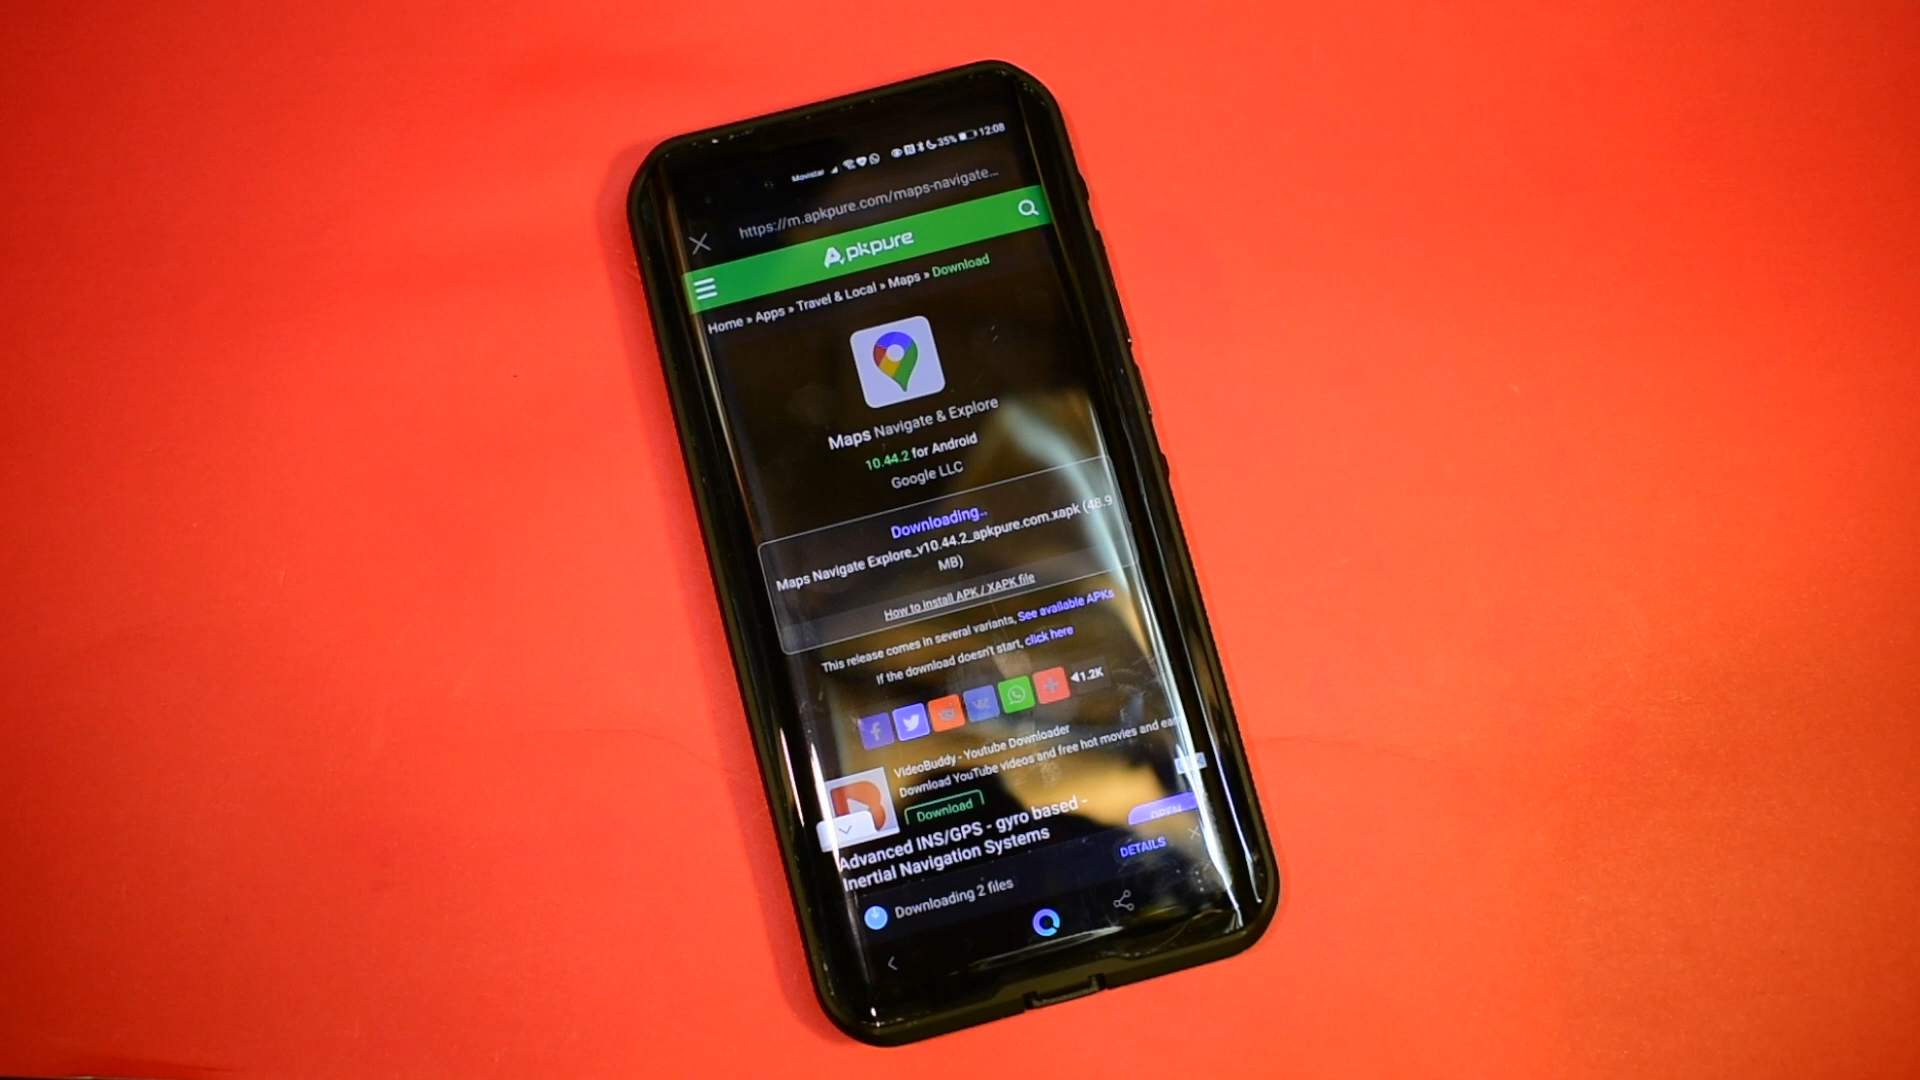 Movistar 35% 12:08
https://m.apkpure.com/maps-navigate...
Apkpure
Home » Apps » Travel & Local » Maps » Download
Maps Navigate & Explore
10.44.2 for Android
Google LLC
Downloading..
Maps Navigate Explore_v10.44.2_apkpure.com.xapk (48.9
MB)
How to install APK / XAPK file
This release comes in several variants, See available APKs
If the download doesn't start, click here
1.2K
VideoBuddy - Youtube Downloader
Download YouTube videos and free hot movies and ear
Download
Advanced INS/GPS - gyro based -
Inertial Navigation Systems
OPEN
DETAILS
Downloading 2 files